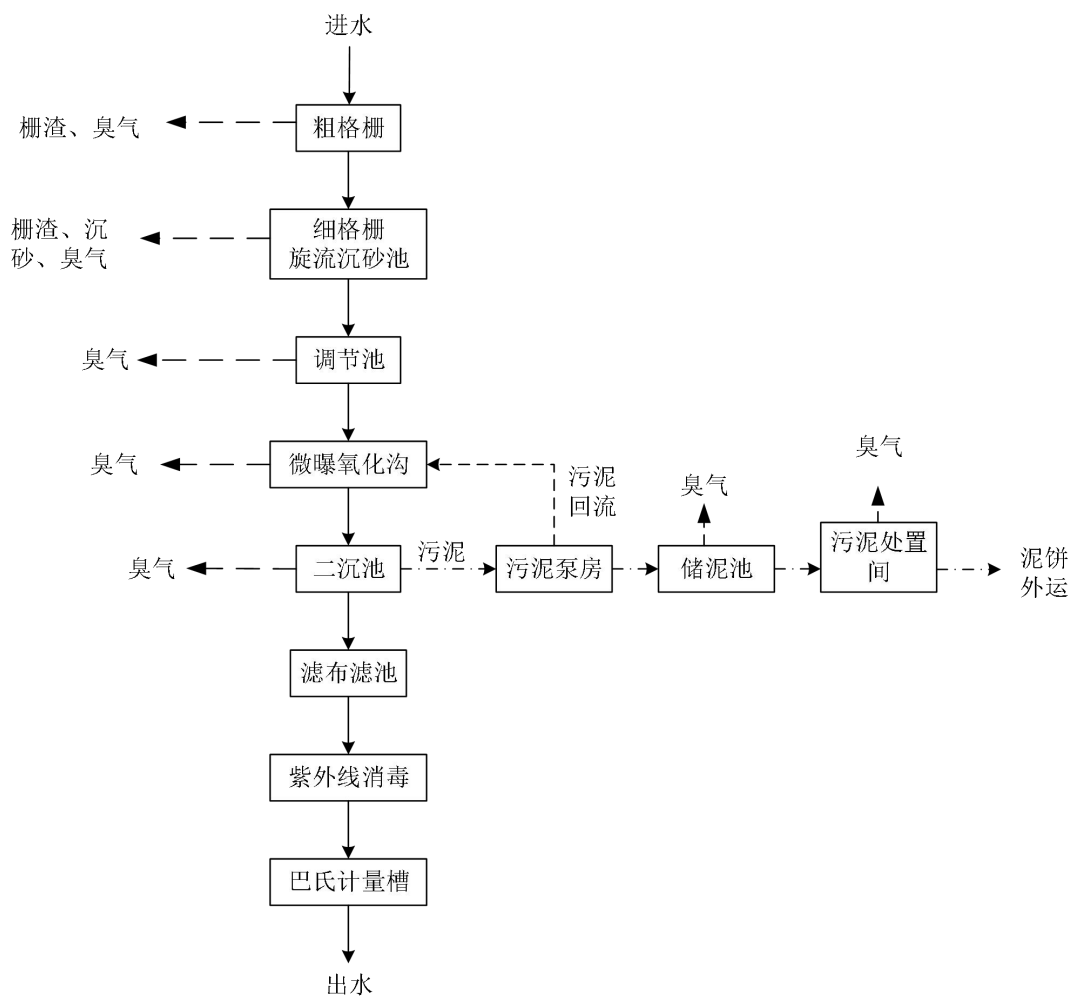 进水
栅渣、臭气
粗格栅
栅渣、沉
砂、臭气
细格栅
旋流沉砂池
臭气
调节池
臭气
微曝氧化沟
污泥
回流
臭气
臭气
臭气
二沉池
污泥
污泥泵房
储泥池
污泥处置
间
泥饼
外运
滤布滤池
紫外线消毒
巴氏计量槽
出水